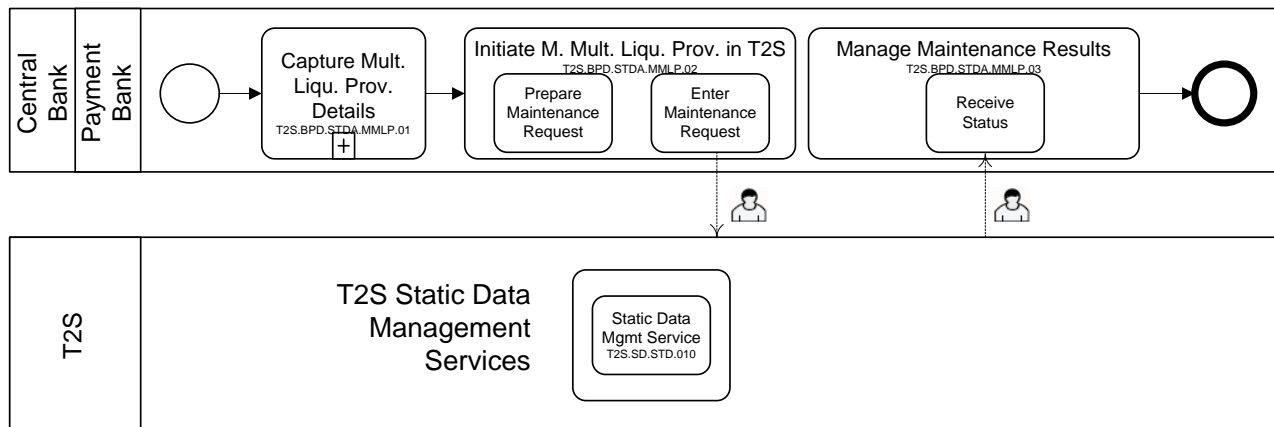 Central
Bank
Payment
Bank
Capture Mult.
Liqu. Prov.
Details
T2S.BPD.STDA.MMLP.01
+
Initiate M. Mult. Liqu. Prov. in T2S
T2S.BPD.STDA.MMLP.02
Prepare
Maintenance
Request
Enter
Maintenance
Request
Manage Maintenance Results
T2S.BPD.STDA.MMLP.03
Receive
Status
T2S
T2S Static Data
Management
Services
Static Data
Mgmt Service
T2S.SD.STD.010